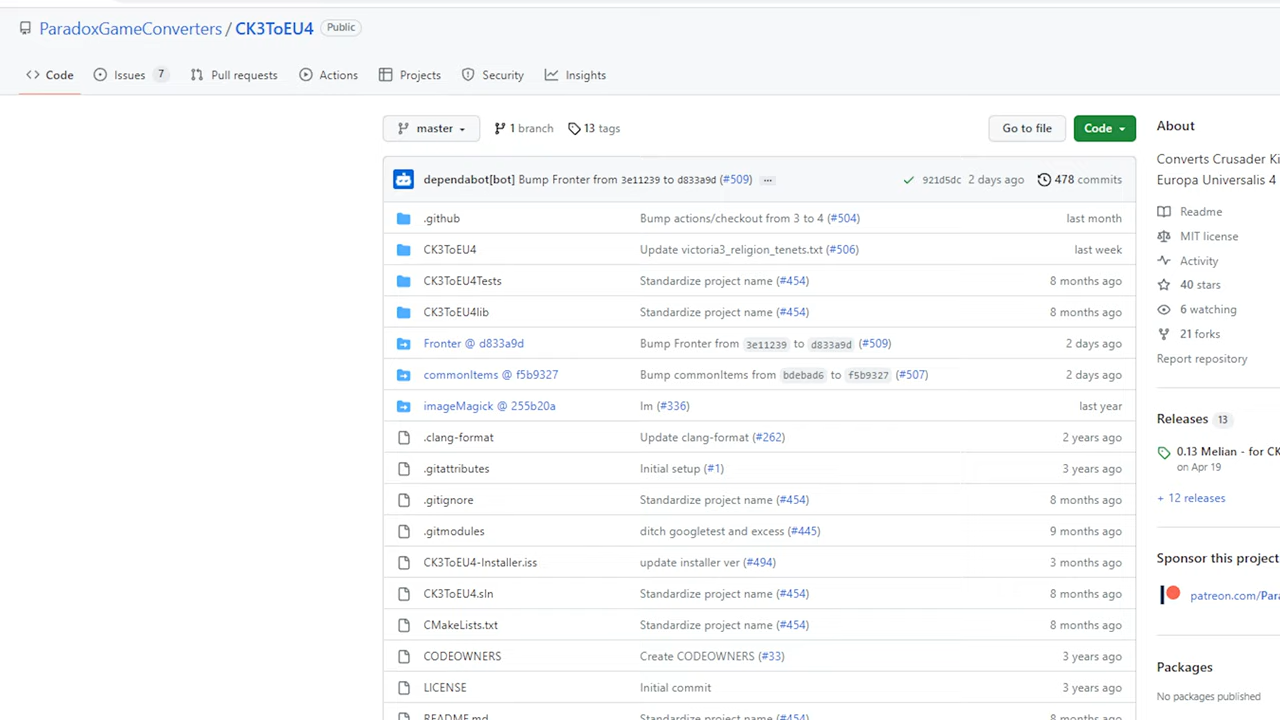 ParadoxGameConverters / CK3ToEU4 Public
Code Issues 7 Pull requests Actions Projects Security Insights
master 1 branch 13 tags Go to file Code
dependabot[bot] Bump Fronter from 3e11239 to d833a9d (#509) ... 921d5dc 2 days ago 478 commits
.github Bump actions/checkout from 3 to 4 (#504) last month
CK3ToEU4 Update victoria3_religion_tenets.txt (#506) last week
CK3ToEU4Tests Standardize project name (#454) 8 months ago
CK3ToEU4lib Standardize project name (#454) 8 months ago
Fronter @ d833a9d Bump Fronter from 3e11239 to d833a9d (#509) 2 days ago
commonItems @ f5b9327 Bump commonItems from bdebad6 to f5b9327 (#507) 2 days ago
imageMagick @ 255b20a Im (#336) last year
.clang-format Update clang-format (#262) 2 years ago
.gitattributes Initial setup (#1) 3 years ago
.gitignore Standardize project name (#454) 8 months ago
.gitmodules ditch googletest and excess (#445) 9 months ago
CK3ToEU4-Installer.iss update installer ver (#494) 3 months ago
CK3ToEU4.sln Standardize project name (#454) 8 months ago
CMakeLists.txt Standardize project name (#454) 8 months ago
CODEOWNERS Create CODEOWNERS (#33) 3 years ago
LICENSE Initial commit 3 years ago
README.md Standardize project name (#454) 8 months ago
About
Converts Crusader Ki
Europa Universalis 4
Readme
MIT license
Activity
40 stars
6 watching
21 forks
Report repository
Releases 13
0.13 Melian - for CK
on Apr 19
+ 12 releases
Sponsor this project
patreon.com/Para
Packages
No packages published